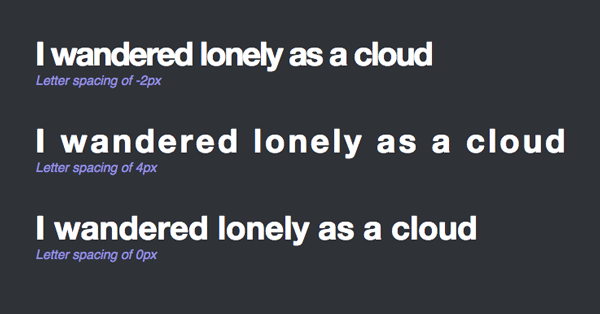 I wandered lonely as a cloud
Letter spacing of -2px
I wandered lonely as a cloud
Letter spacing of 4px
I wandered lonely as a cloud
Letter spacing of 0px